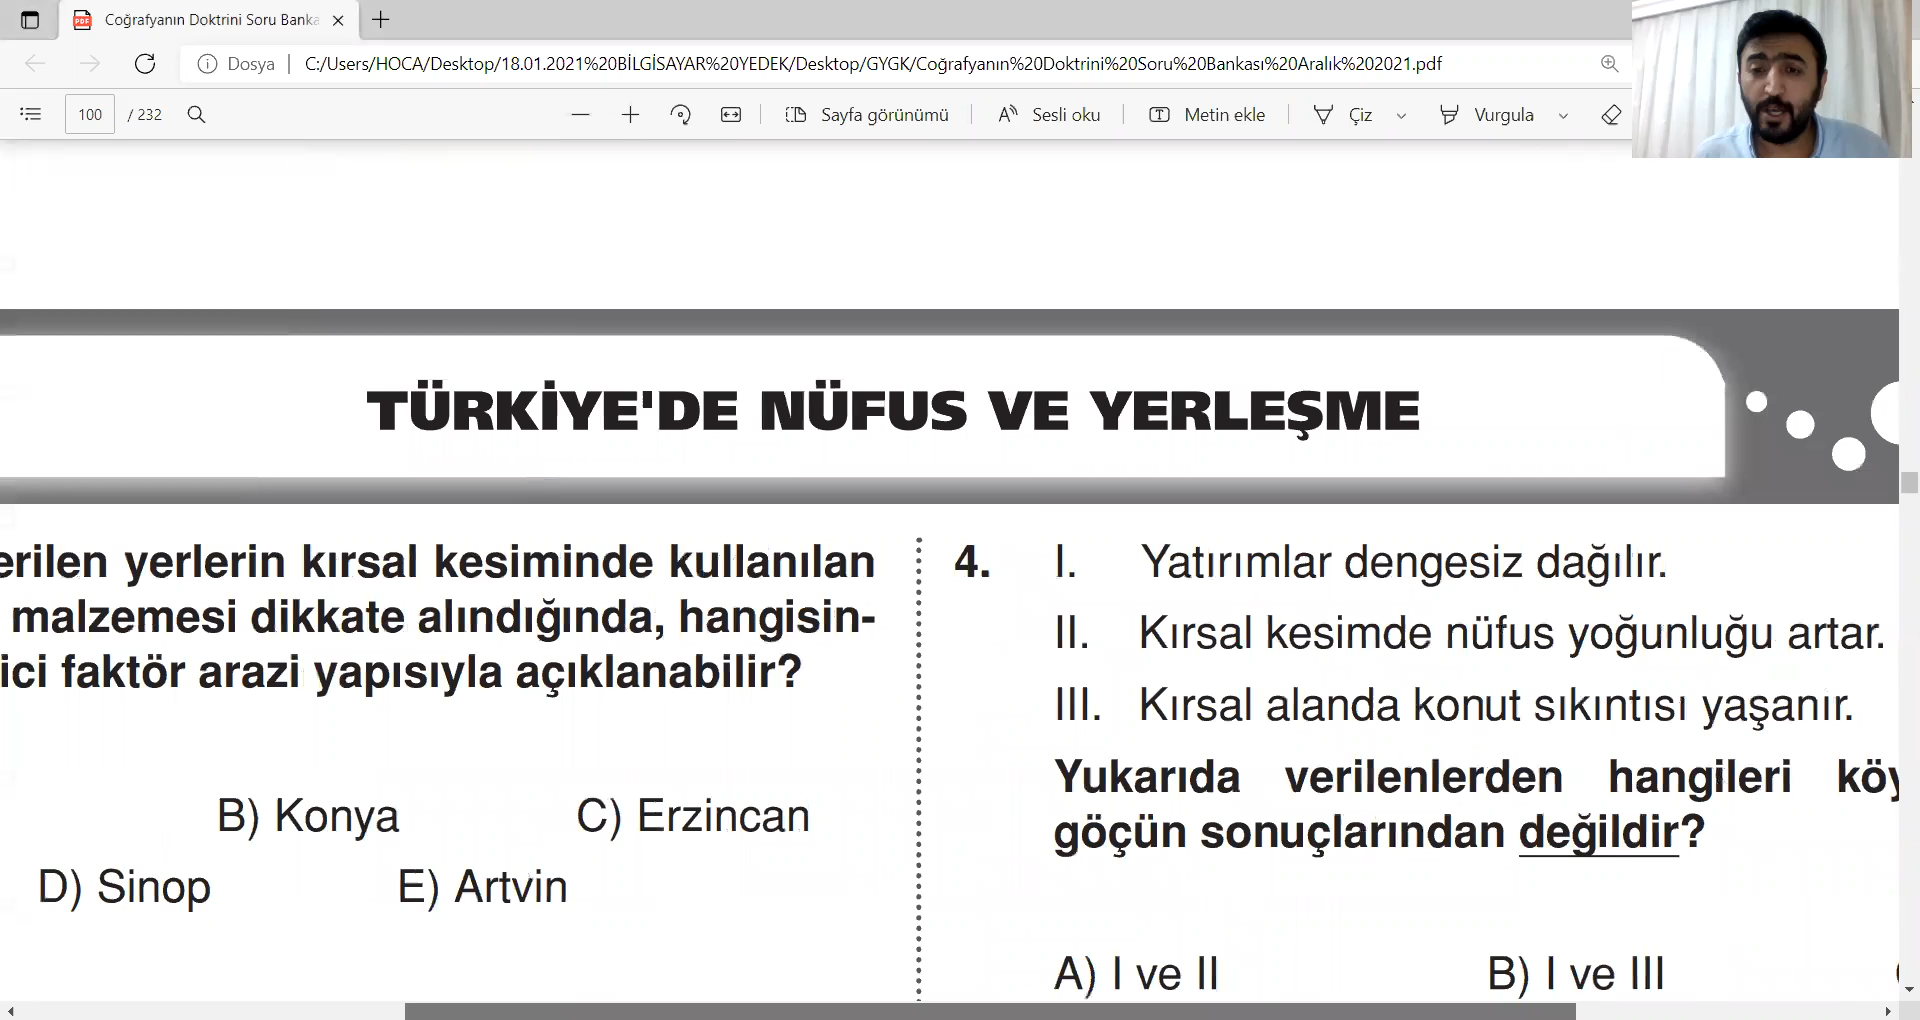 Coğrafyanın Doktrini Soru Banka
Dosya
C:/Users/HOCA/Desktop/18.01.2021%20BİLGİSAYAR%20YEDEK/Desktop/GYGK/Coğrafyanın%20Doktrini%20Soru%20Bankası%20Aralık%202021.pdf
100 / 232
Sayfa görünümü
Sesli oku
Metin ekle
Çiz
Vurgula
TÜRKİYE'DE NÜFUS VE YERLEŞME
erilen yerlerin kırsal kesiminde kullanılan
malzemesi dikkate alındığında, hangisin-
ici faktör arazi yapısıyla açıklanabilir?
B) Konya C) Erzincan
D) Sinop E) Artvin
4. I. Yatırımlar dengesiz dağılır.
II. Kırsal kesimde nüfus yoğunluğu artar.
III. Kırsal alanda konut sıkıntısı yaşanır.
Yukarıda verilenlerden hangileri köy
göçün sonuçlarından değildir?
A) I ve II B) I ve III